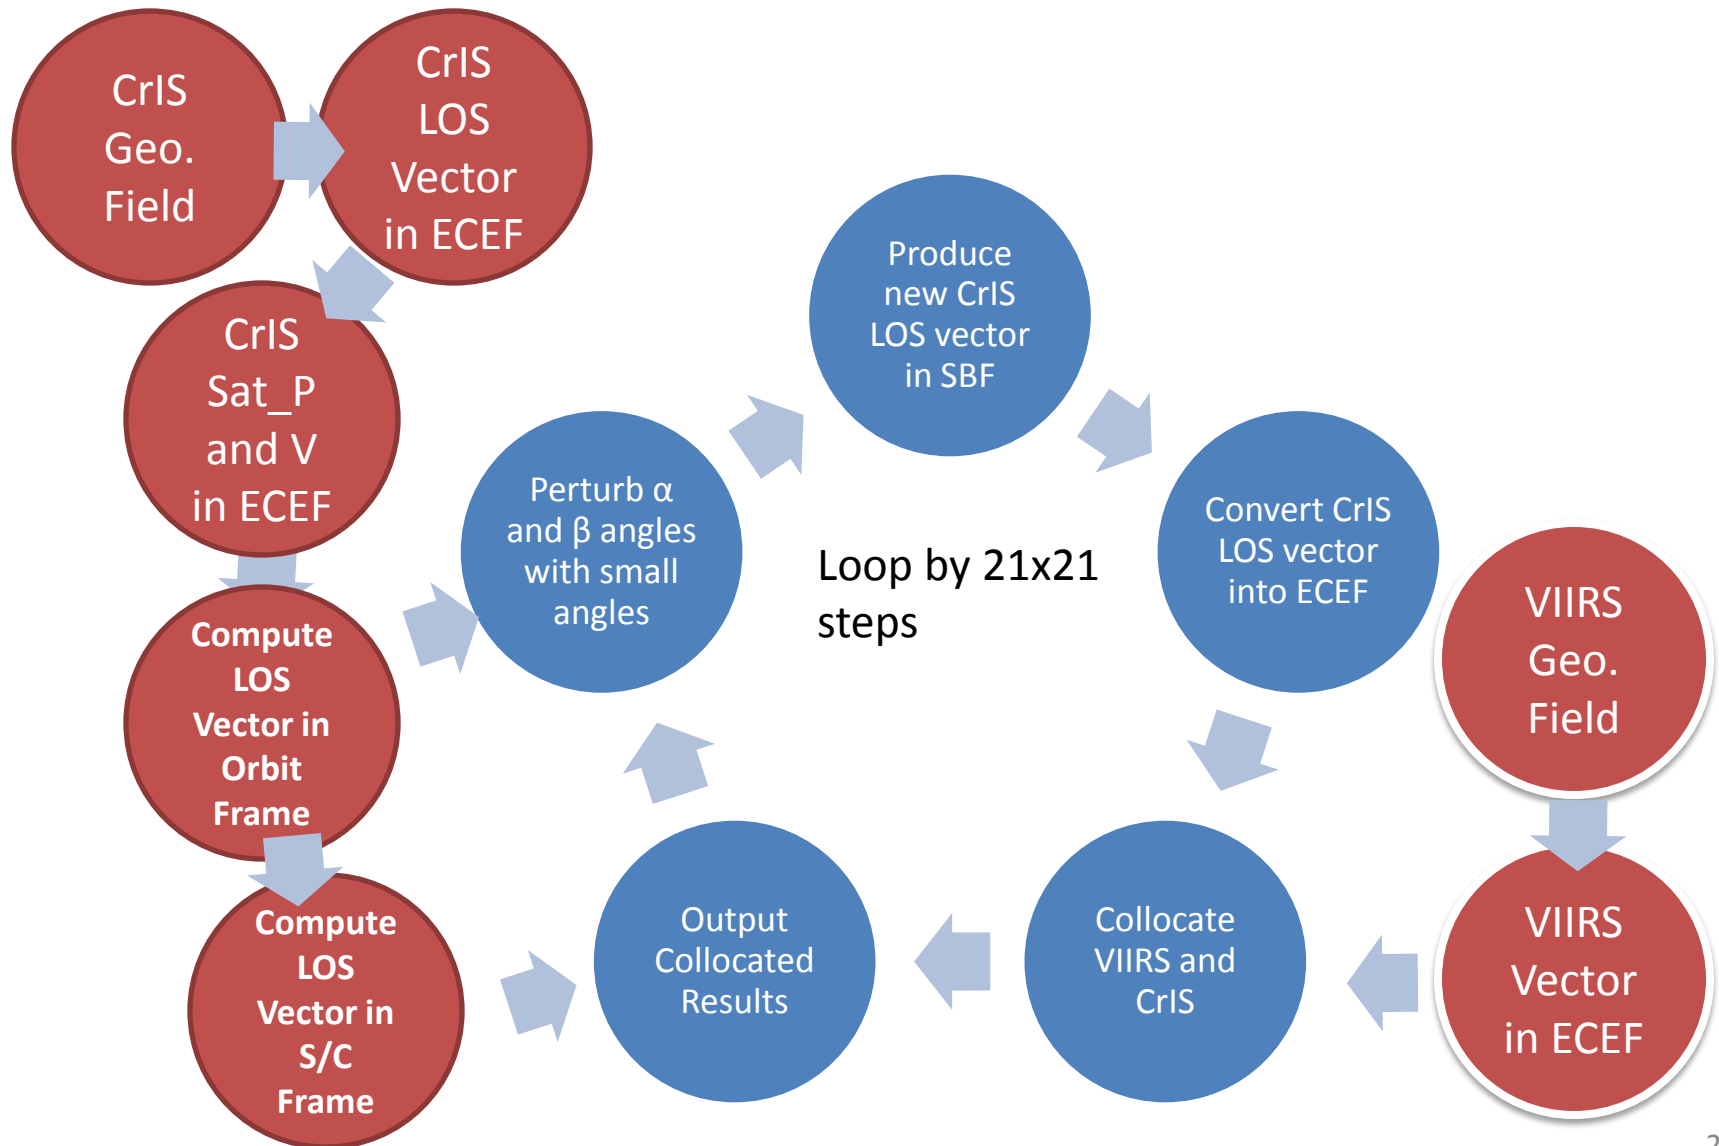 CrIS
Geo.
Field
CrIS
LOS
Vector
in ECEF
CrIS
Sat_P
and V
in ECEF
Compute
LOS
Vector in
Orbit
Frame
Compute
LOS
Vector in
S/C
Frame
Perturb α
and β angles
with small
angles
Produce
new CrIS
LOS vector
in SBF
Convert CrIS
LOS vector
into ECEF
Loop by 21x21
steps
VIIRS
Geo.
Field
VIIRS
Vector
in ECEF
Collocate
VIIRS and
CrIS
Output
Collocated
Results